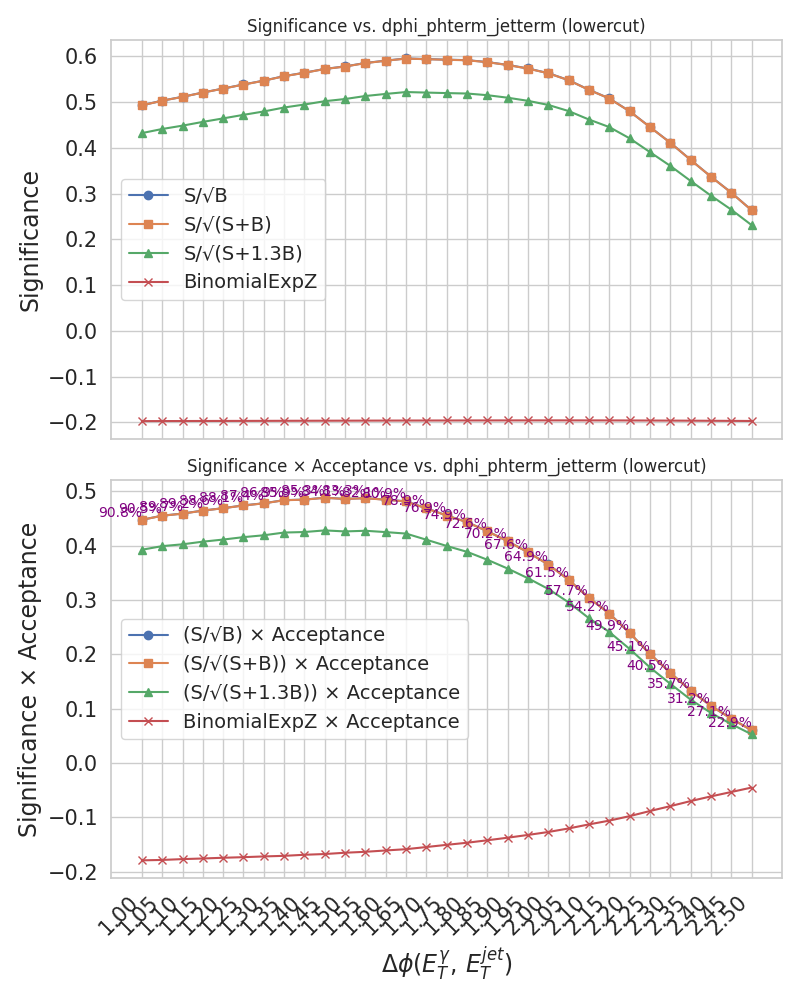 Significance vs. dphi_phterm_jetterm (lowercut)
0.6
0.5
0.4
0.3
0.2
0.1
0.0
−0.1
−0.2
Significance
S/√B
S/√(S+B)
S/√(S+1.3B)
BinomialExpZ
Significance × Acceptance vs. dphi_phterm_jetterm (lowercut)
0.5
0.4
0.3
0.2
0.1
0.0
−0.1
−0.2
Significance × Acceptance
90.8%
80.9%
78.9%
76.9%
74.9%
72.6%
70.2%
67.6%
64.9%
61.5%
57.7%
54.2%
49.9%
45.1%
40.5%
35.7%
31.2%
27.1%
22.9%
(S/√B) × Acceptance
(S/√(S+B)) × Acceptance
(S/√(S+1.3B)) × Acceptance
BinomialExpZ × Acceptance
1.00 1.05 1.10 1.15 1.20 1.25 1.30 1.35 1.40 1.45 1.50 1.55 1.60 1.65 1.70 1.75 1.80 1.85 1.90 1.95 2.00 2.05 2.10 2.15 2.20 2.25 2.30 2.35 2.40 2.45 2.50
Δϕ(E_T^γ, E_T^{jet})